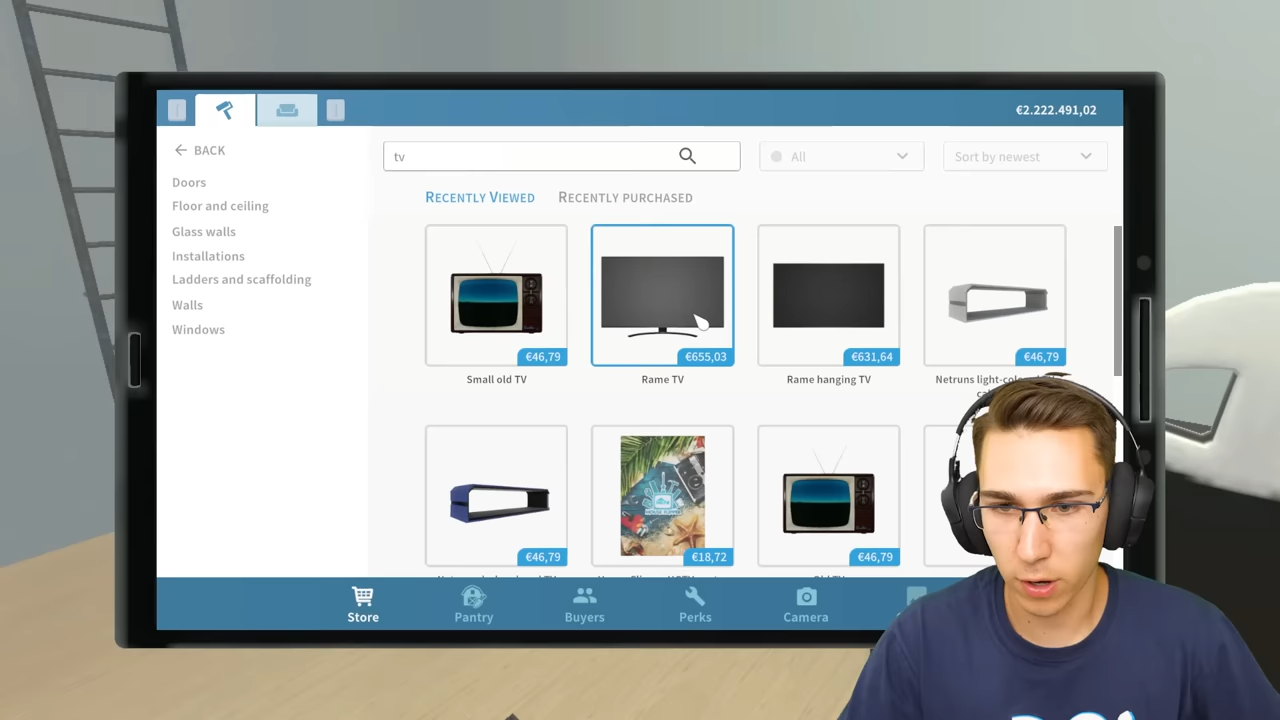 €2.222.491,02
BACK
tv
All
Sort by newest
Doors
Floor and ceiling
Glass walls
Installations
Ladders and scaffolding
Walls
Windows
RECENTLY VIEWED
RECENTLY PURCHASED
€46,79
€655,03
€631,64
€46,79
Small old TV
Rame TV
Rame hanging TV
Netruns
€46,79
€18,72
€46,79
Store
Pantry
Buyers
Perks
Camera